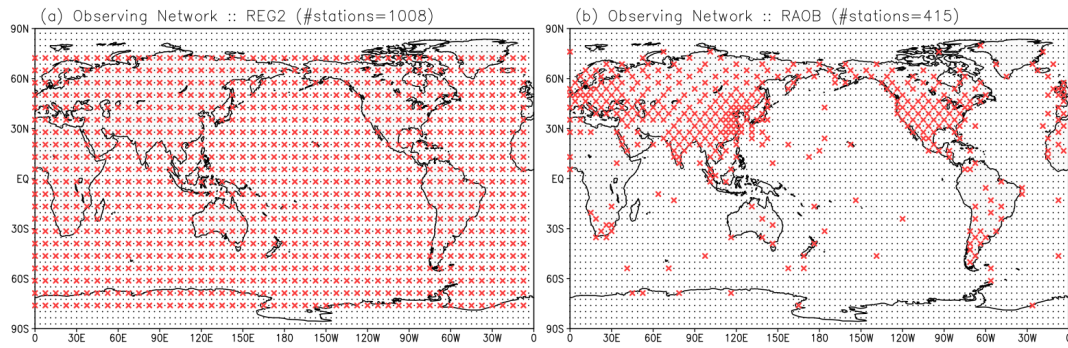 (a) Observing Network :: REG2 (#stations=1008)
90N
60N
30N
EQ
30S
60S
90S
0 30E 60E 90E 120E 150E 180 150W 120W 90W 60W 30W 0
(b) Observing Network :: RAOB (#stations=415)
90N
60N
30N
EQ
30S
60S
90S
0 30E 60E 90E 120E 150E 180 150W 120W 90W 60W 30W 0